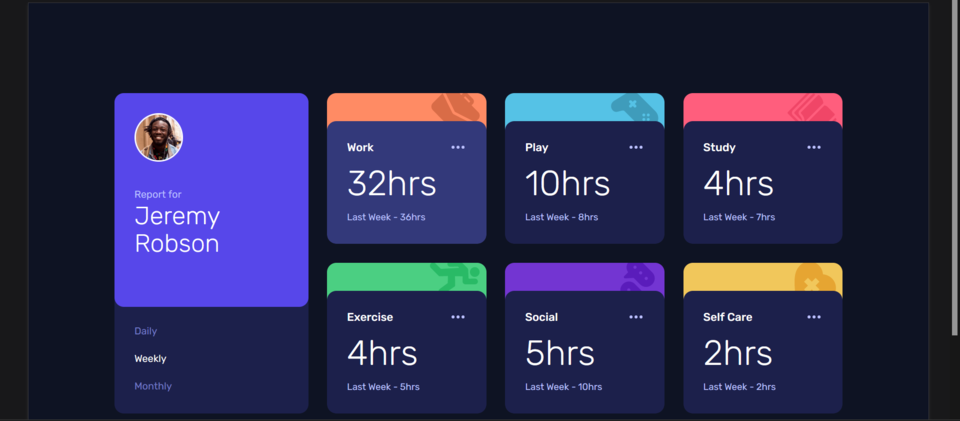 Report for
Jeremy
Robson
Daily
Weekly
Monthly
Work
32hrs
Last Week - 36hrs
Play
10hrs
Last Week - 8hrs
Study
4hrs
Last Week - 7hrs
Exercise
4hrs
Last Week - 5hrs
Social
5hrs
Last Week - 10hrs
Self Care
2hrs
Last Week - 2hrs